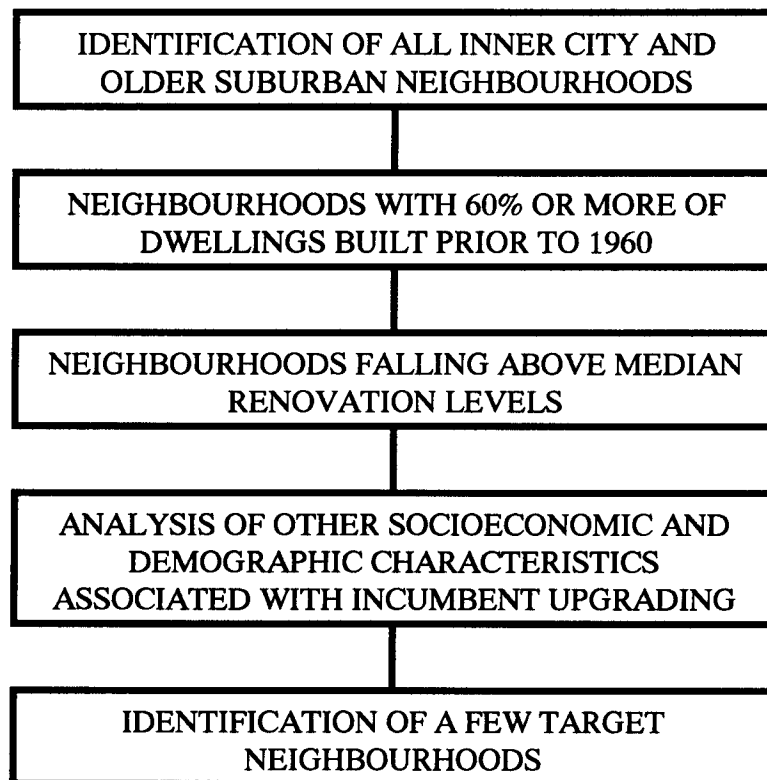 IDENTIFICATION OF ALL INNER CITY AND
OLDER SUBURBAN NEIGHBOURHOODS
NEIGHBOURHOODS WITH 60% OR MORE OF
DWELLINGS BUILT PRIOR TO 1960
NEIGHBOURHOODS FALLING ABOVE MEDIAN
RENOVATION LEVELS
ANALYSIS OF OTHER SOCIOECONOMIC AND
DEMOGRAPHIC CHARACTERISTICS
ASSOCIATED WITH INCUMBENT UPGRADING
IDENTIFICATION OF A FEW TARGET
NEIGHBOURHOODS